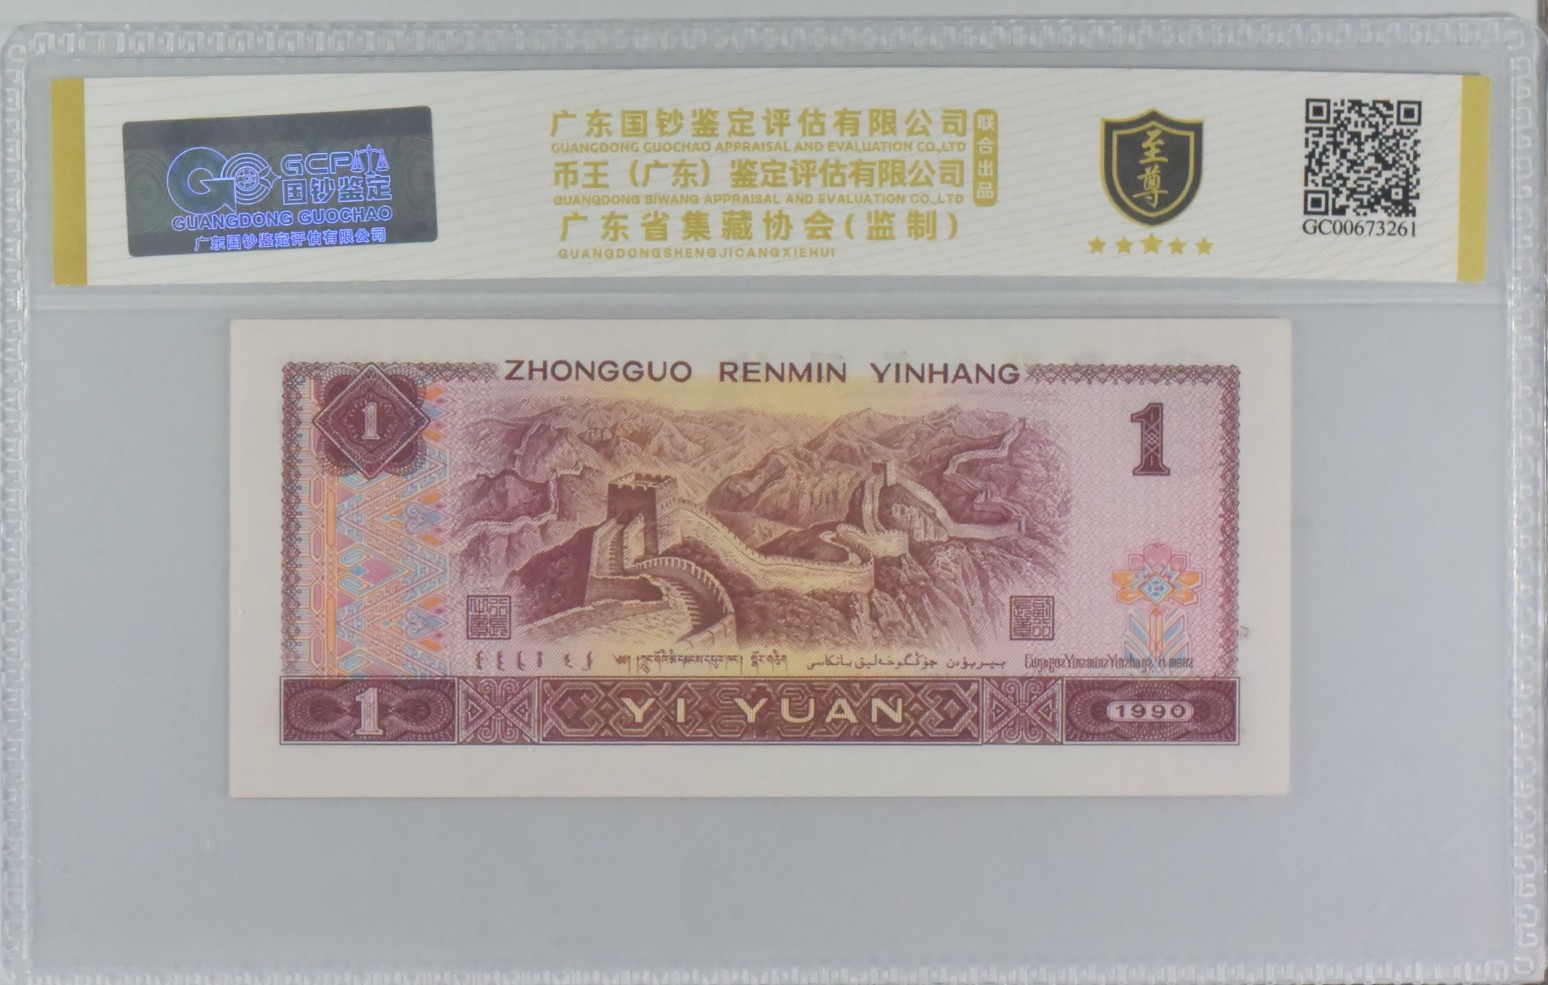 GCP
国钞鉴定
GUANGDONG GUOCHAO
广东国钞鉴定评估有限公司
广东国钞鉴定评估有限公司
GUANGDONG GUOCHAO APPRAISAL AND EVALUATION CO.,LTD
币王（广东）鉴定评估有限公司
GUANGDONG BIWANG APPRAISAL AND EVALUATION CO.,LTD
广东省集藏协会(监制)
GUANGDONGSHENGJICANGXIEHUI
联合出品
至尊
GC00673261
ZHONGGUO RENMIN YINHANG
1
1
1
YI YUAN
1990